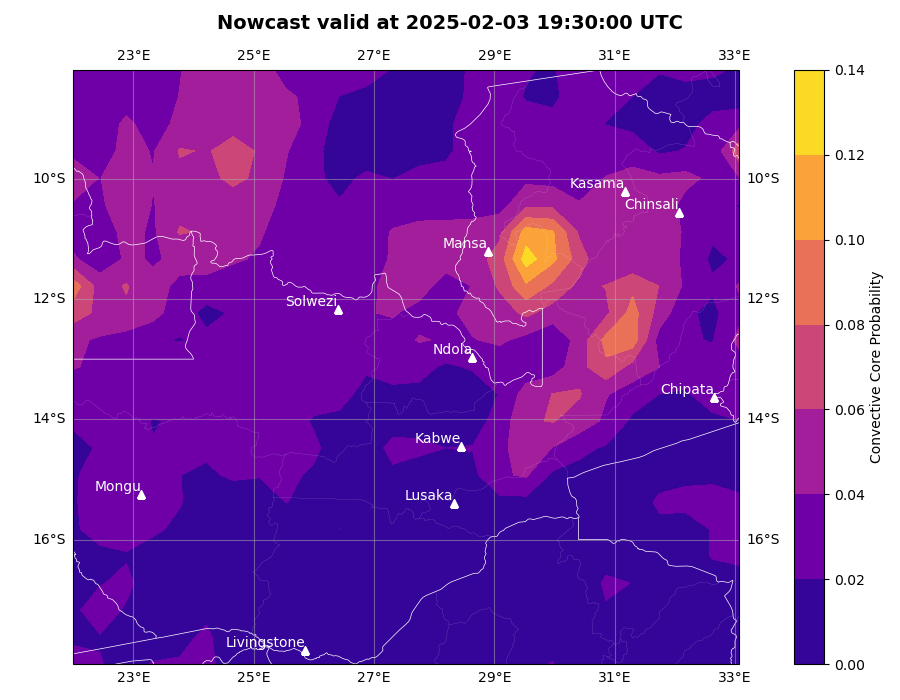 Nowcast valid at 2025-02-03 19:30:00 UTC
23°E 25°E 27°E 29°E 31°E 33°E
0.14
0.12
0.10
0.08
0.06
0.04
0.02
0.00
Convective Core Probability
10°S 10°S
12°S 12°S
14°S 14°S
16°S 16°S
Kasama
Chinsali
Mansa
Solwezi
Ndola
Chipata
Kabwe
Mongu
Lusaka
Livingstone
23°E 25°E 27°E 29°E 31°E 33°E